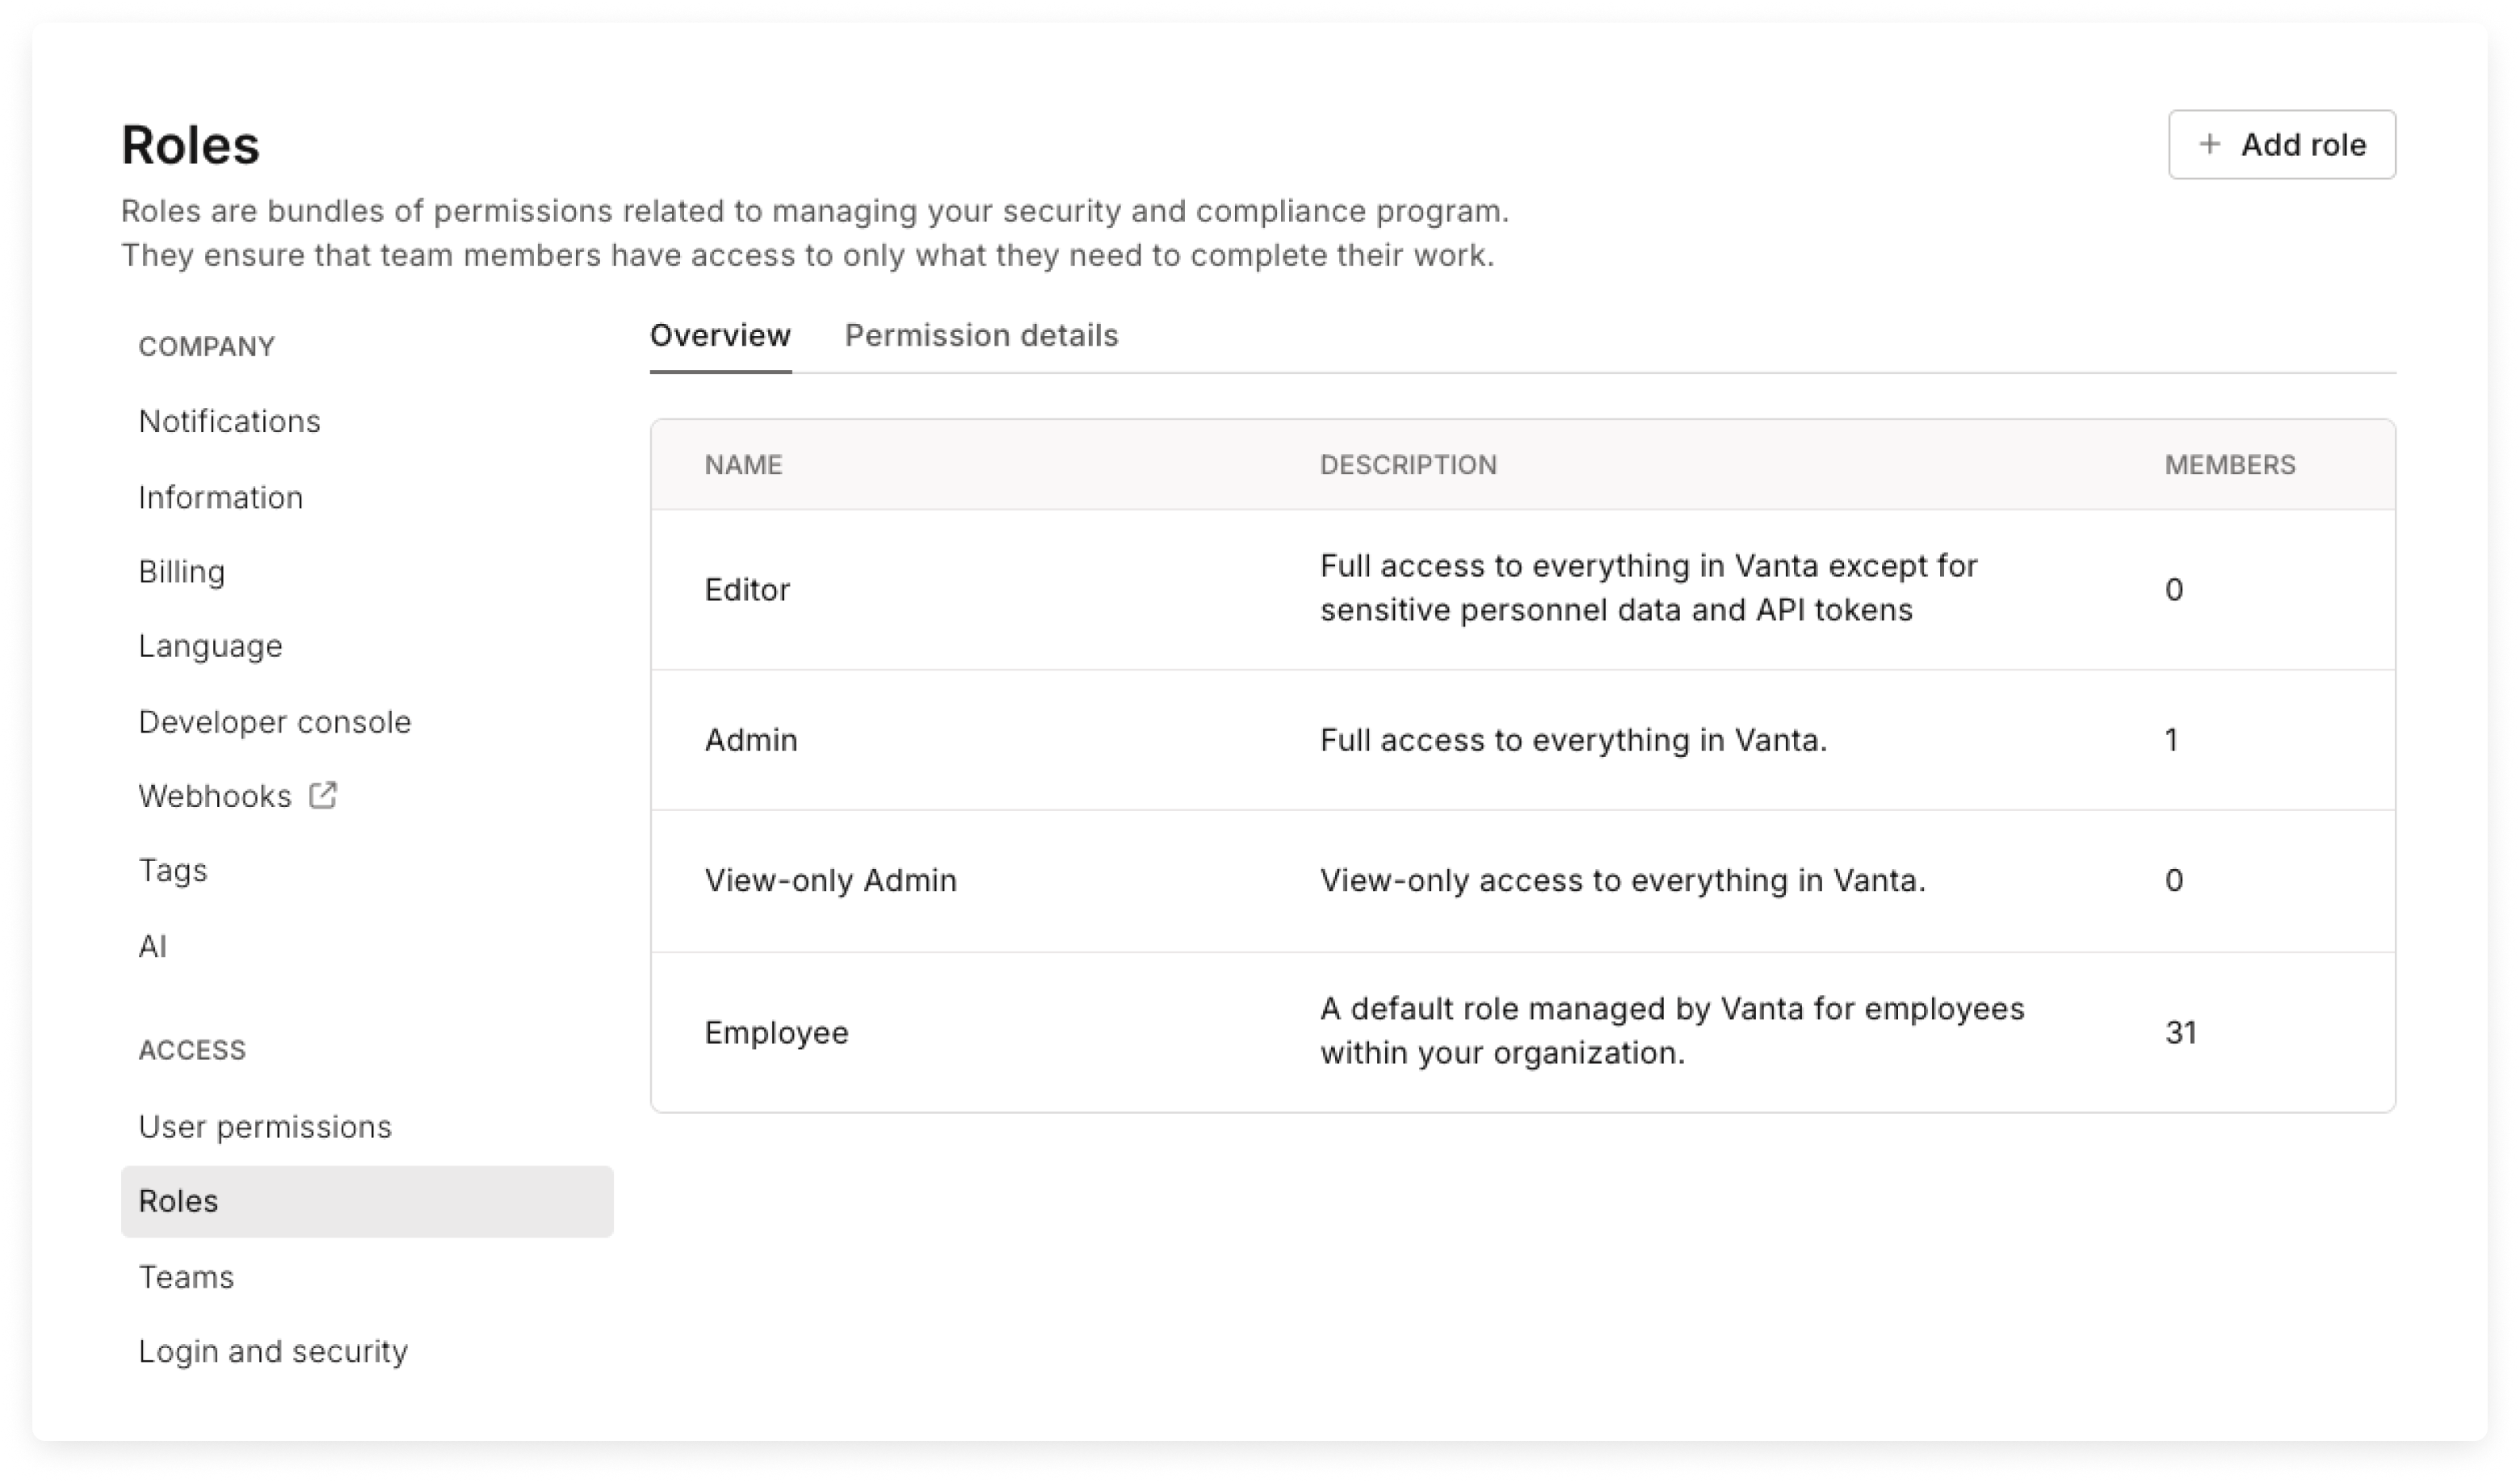 Roles
+ Add role
Roles are bundles of permissions related to managing your security and compliance program.
They ensure that team members have access to only what they need to complete their work.
COMPANY
Notifications
Information
Billing
Language
Developer console
Webhooks
Tags
AI
ACCESS
User permissions
Roles
Teams
Login and security
Overview Permission details
NAME DESCRIPTION MEMBERS
Editor
Full access to everything in Vanta except for
sensitive personnel data and API tokens
0
Admin
Full access to everything in Vanta.
1
View-only Admin
View-only access to everything in Vanta.
0
Employee
A default role managed by Vanta for employees
within your organization.
31